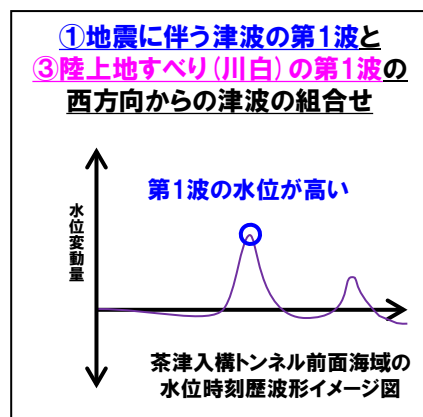 ①地震に伴う津波の第1波と
③陸上地すべり(川白)の第1波の
西方向からの津波の組合せ
第1波の水位が高い
水位変動量
茶津入構トンネル前面海域の
水位時刻歴波形イメージ図